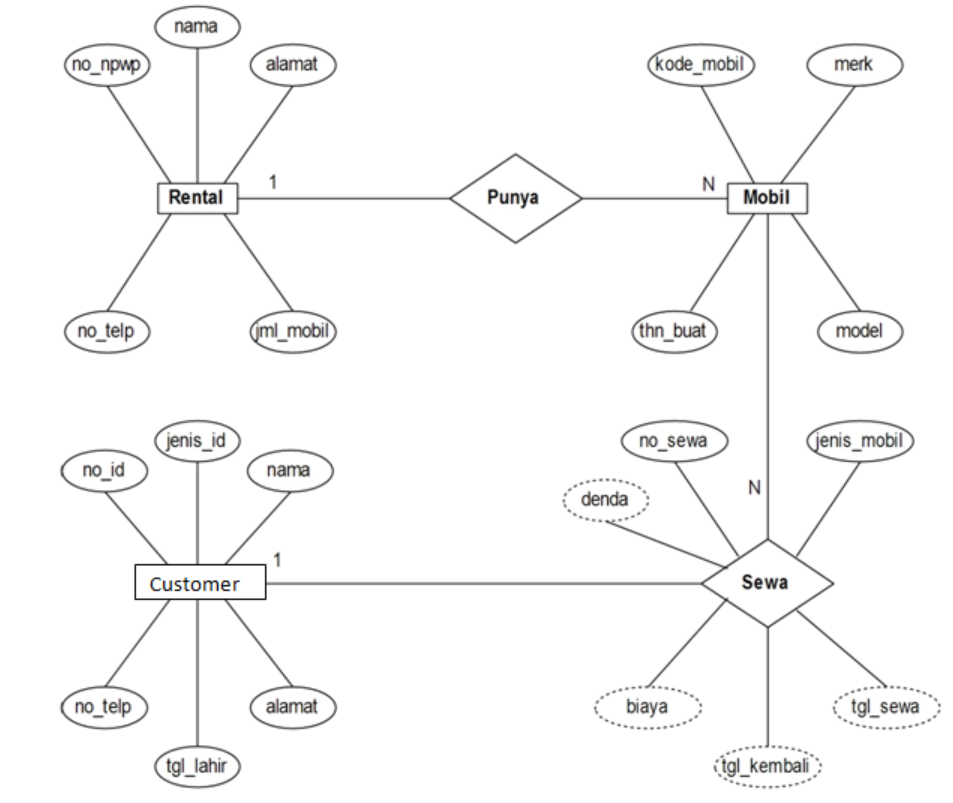 nama
no_npwp
alamat
kode_mobil
merk
Rental
1
Punya
N
Mobil
no_telp
jml_mobil
thn_buat
model
jenis_id
no_id
nama
no_sewa
jenis_mobil
denda
N
Customer
1
Sewa
no_telp
alamat
biaya
tgl_sewa
tgl_lahir
tgl_kembali